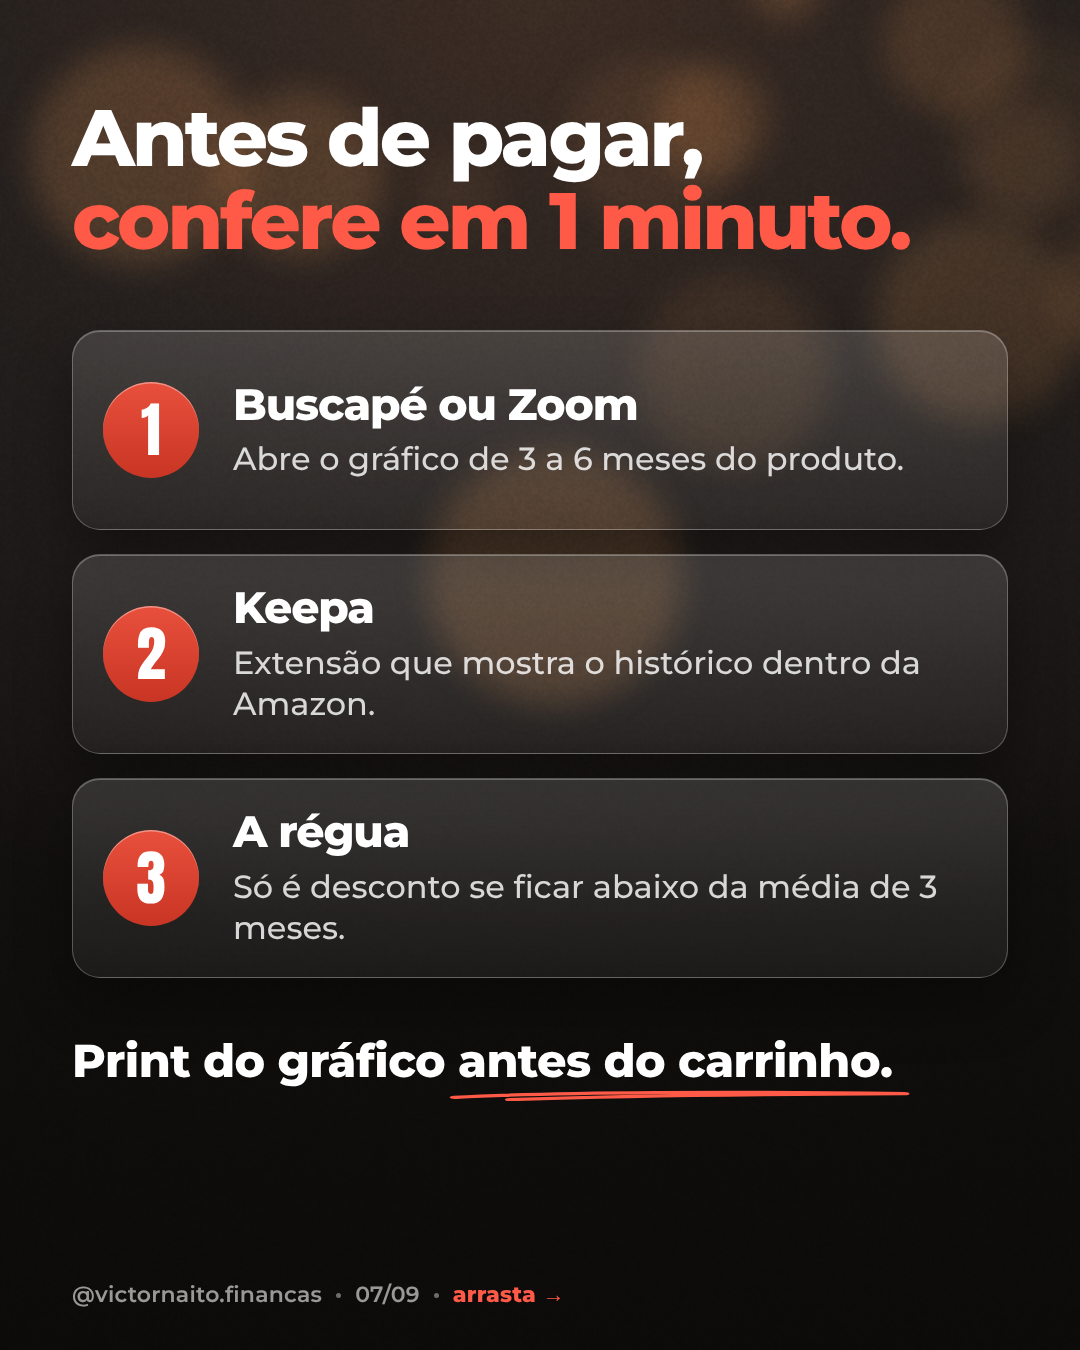 Antes de pagar,
confere em 1 minuto.
1
Buscapé ou Zoom
Abre o gráfico de 3 a 6 meses do produto.
2
Keepa
Extensão que mostra o histórico dentro da
Amazon.
3
A régua
Só é desconto se ficar abaixo da média de 3
meses.
Print do gráfico antes do carrinho.
@victornaito.financas • 07/09 • arrasta →